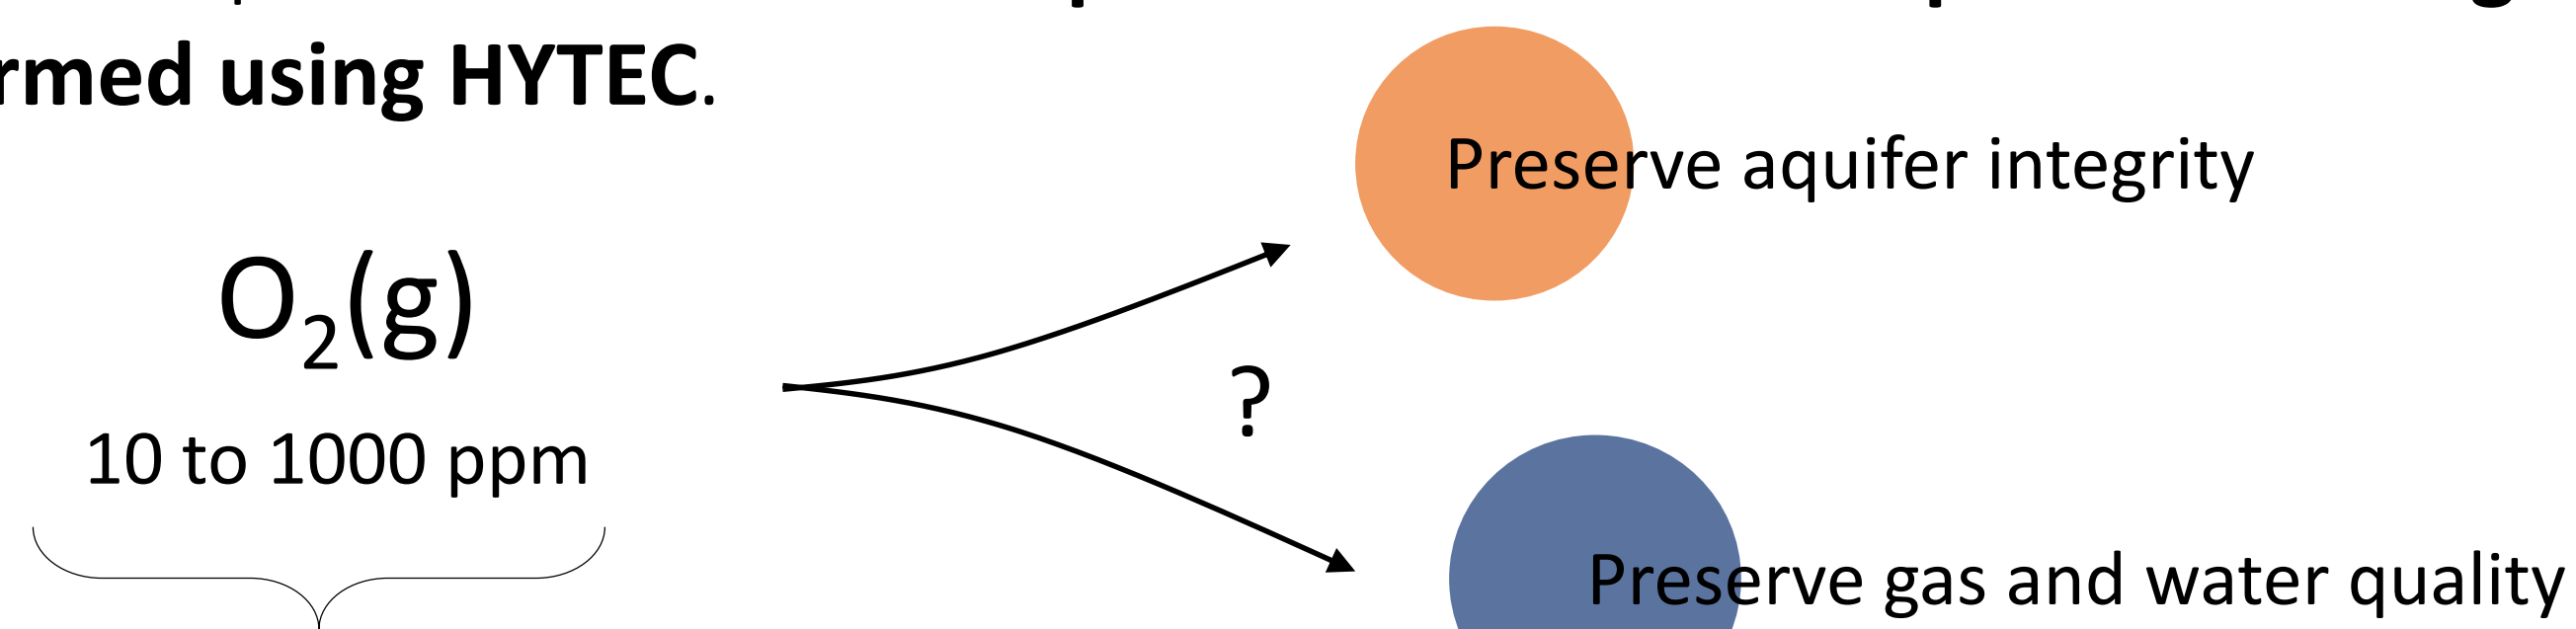 rmed using HYTEC.
Preserve aquifer integrity
O₂(g)
?
10 to 1000 ppm
Preserve gas and water quality